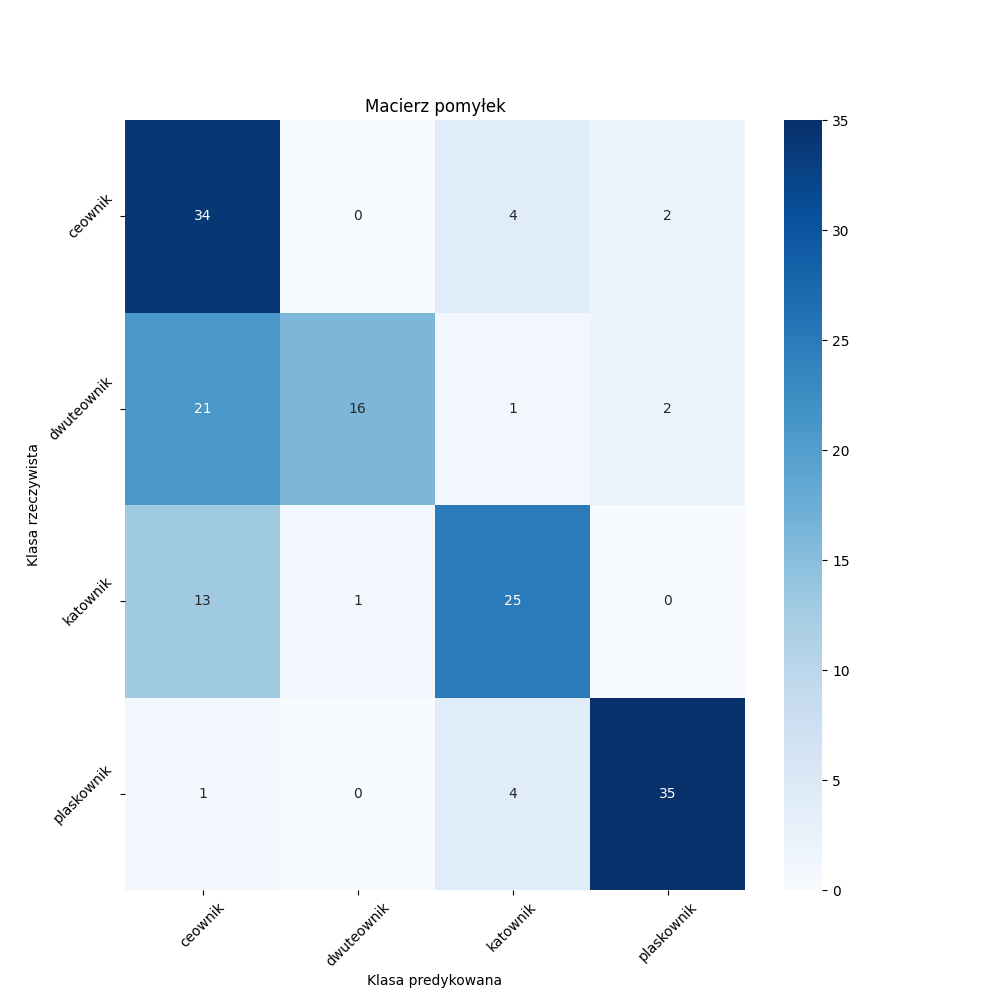 Macierz pomyłek
Klasa rzeczywista
ceownik
34 0 4 2
dwuteownik
21 16 1 2
katownik
13 1 25 0
plaskownik
1 0 4 35
ceownik dwuteownik katownik plaskownik
Klasa predykowana
35
30
25
20
15
10
5
0